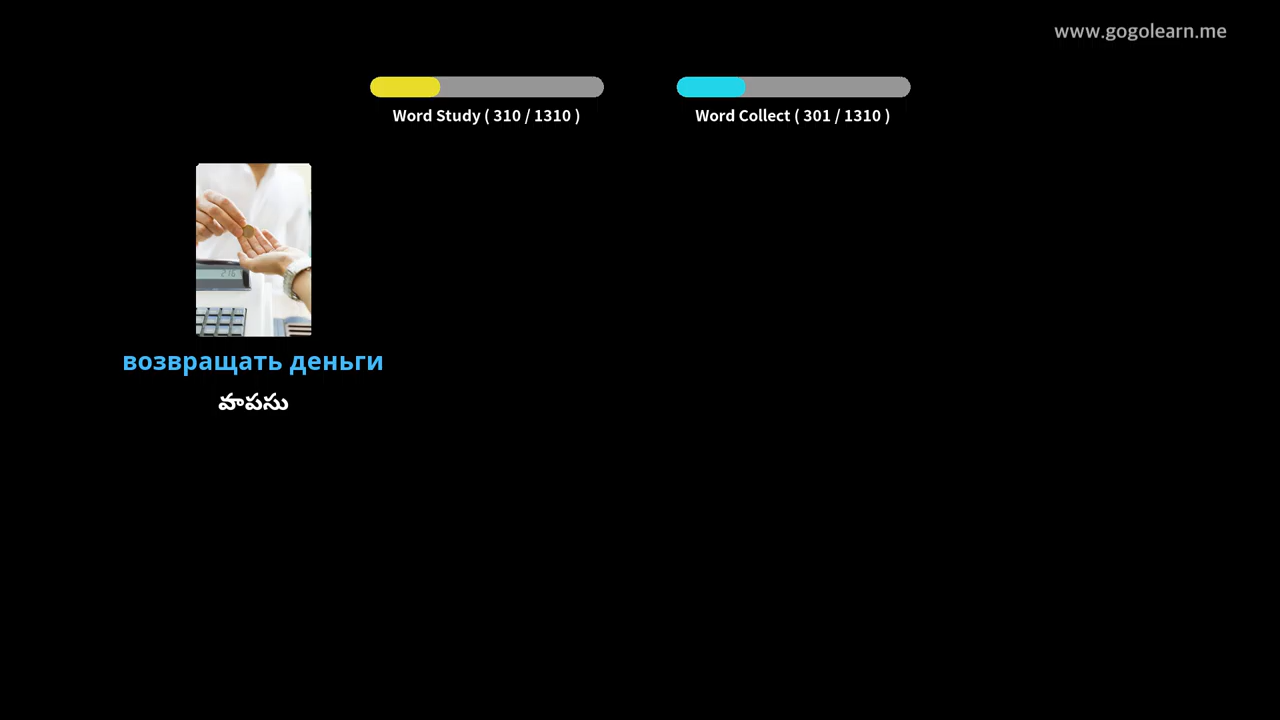 www.gogolearn.me
Word Study ( 310 / 1310 )
Word Collect ( 301 / 1310 )
возвращать деньги
వాపసు